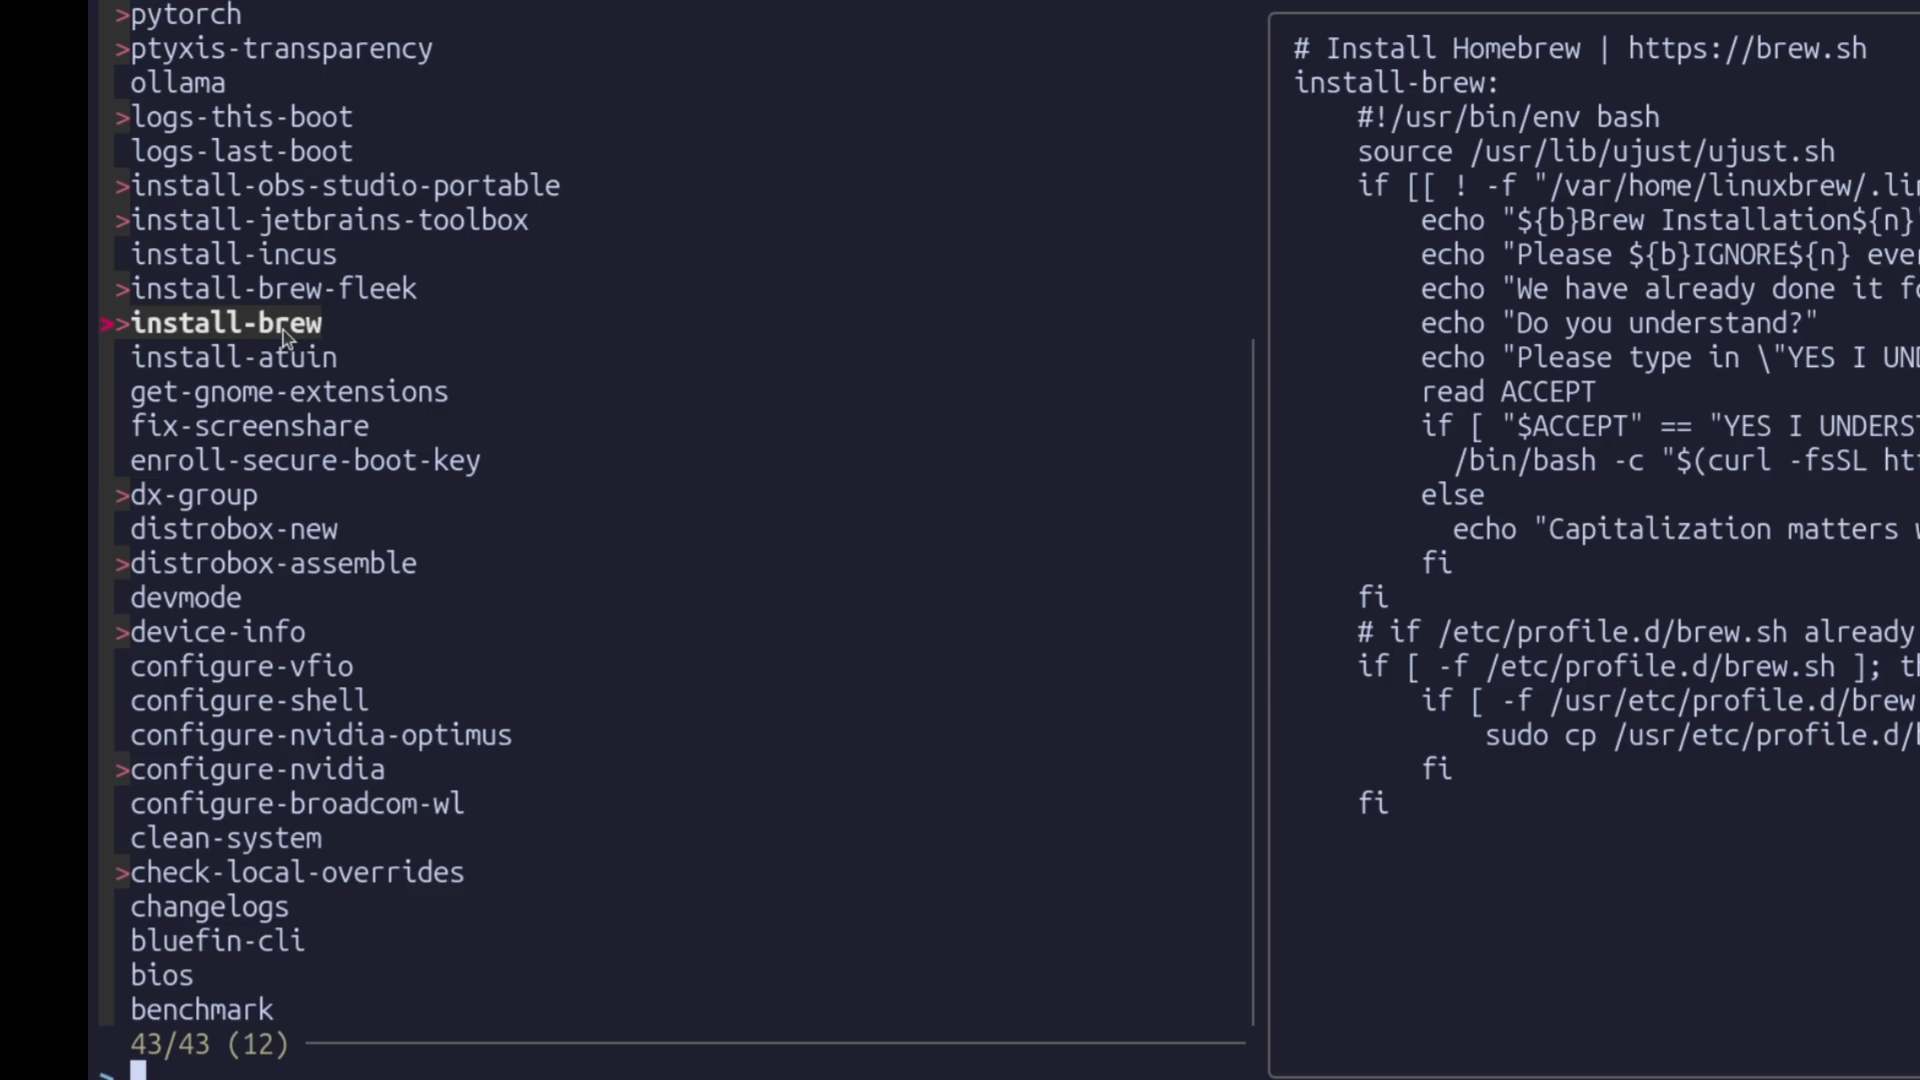 >pytorch
>ptyxis-transparency
ollama
>logs-this-boot
logs-last-boot
>install-obs-studio-portable
>install-jetbrains-toolbox
install-incus
>install-brew-fleek
>>install-brew
install-atuin
get-gnome-extensions
fix-screenshare
enroll-secure-boot-key
>dx-group
distrobox-new
>distrobox-assemble
devmode
>device-info
configure-vfio
configure-shell
configure-nvidia-optimus
>configure-nvidia
configure-broadcom-wl
clean-system
>check-local-overrides
changelogs
bluefin-cli
bios
benchmark
43/43 (12)
>
# Install Homebrew | https://brew.sh
install-brew:
#!/usr/bin/env bash
source /usr/lib/ujust/ujust.sh
if [[ ! -f "/var/home/linuxbrew/.lin
echo "${b}Brew Installation${n}"
echo "Please ${b}IGNORE${n} ever
echo "We have already done it fo
echo "Do you understand?"
echo "Please type in \"YES I UND
read ACCEPT
if [ "$ACCEPT" == "YES I UNDERST
/bin/bash -c "$(curl -fsSL htt
else
echo "Capitalization matters w
fi
fi
# if /etc/profile.d/brew.sh already
if [ -f /etc/profile.d/brew.sh ]; th
if [ -f /usr/etc/profile.d/brew
sudo cp /usr/etc/profile.d/b
fi
fi